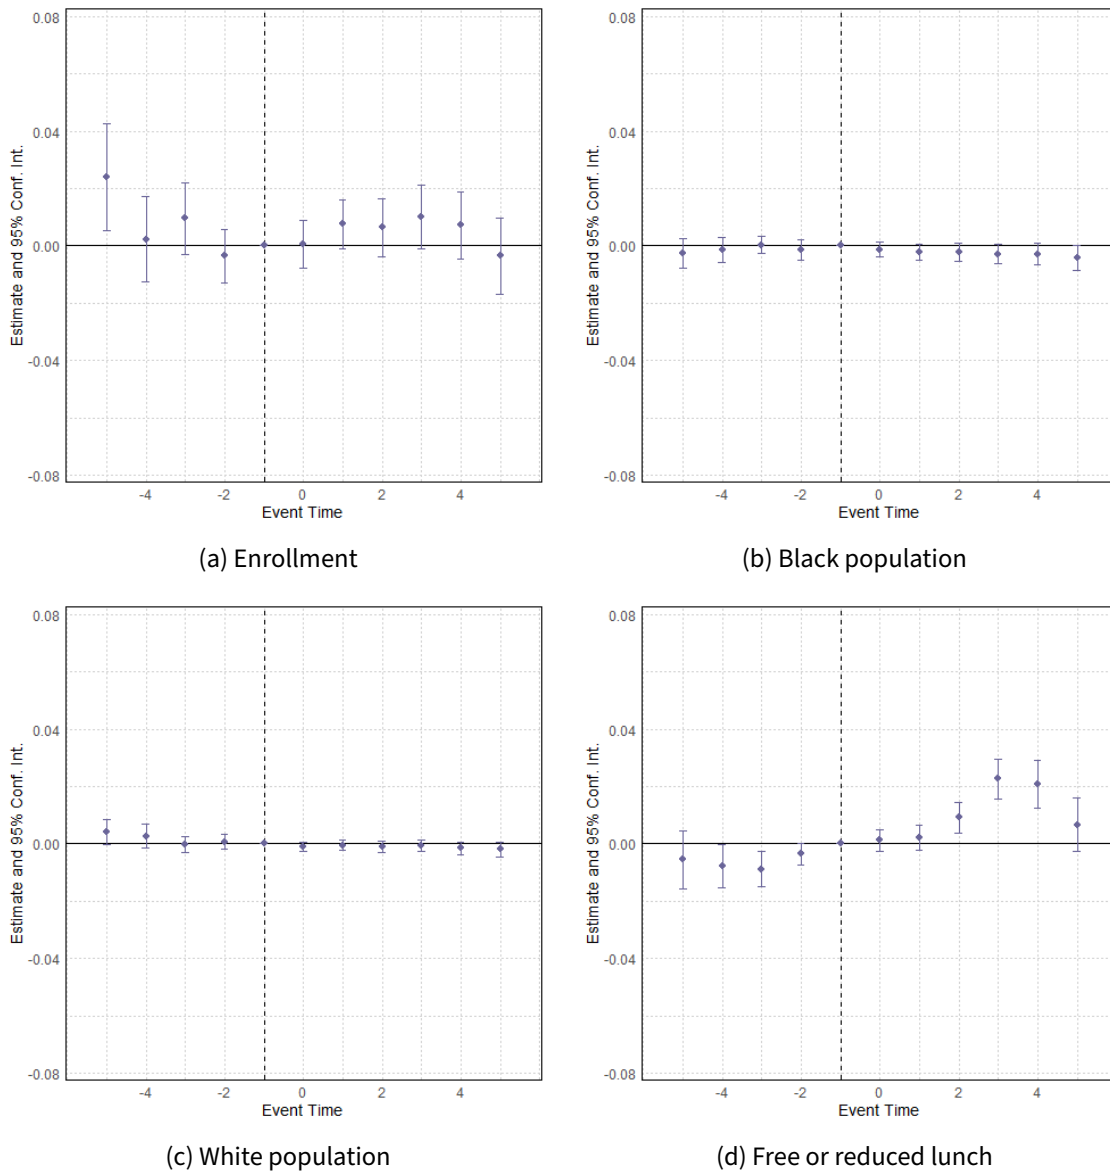 0.08
0.04
0.00
-0.04
-0.08
Estimate and 95% Conf. Int.
-4 -2 0 2 4
Event Time
(a) Enrollment
0.08
0.04
0.00
-0.04
-0.08
Estimate and 95% Conf. Int.
-4 -2 0 2 4
Event Time
(b) Black population
0.08
0.04
0.00
-0.04
-0.08
Estimate and 95% Conf. Int.
-4 -2 0 2 4
Event Time
(c) White population
0.08
0.04
0.00
-0.04
-0.08
Estimate and 95% Conf. Int.
-4 -2 0 2 4
Event Time
(d) Free or reduced lunch